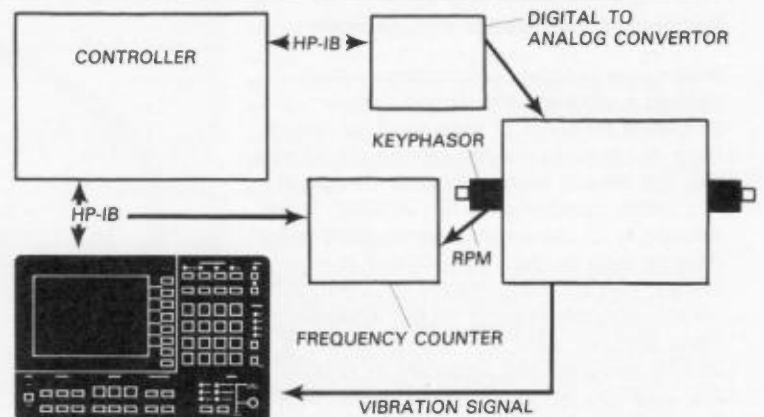 DIGITAL TO
ANALOG CONVERTOR
CONTROLLER
HP-IB
KEYPHASOR
HP-IB
RPM
FREQUENCY COUNTER
VIBRATION SIGNAL